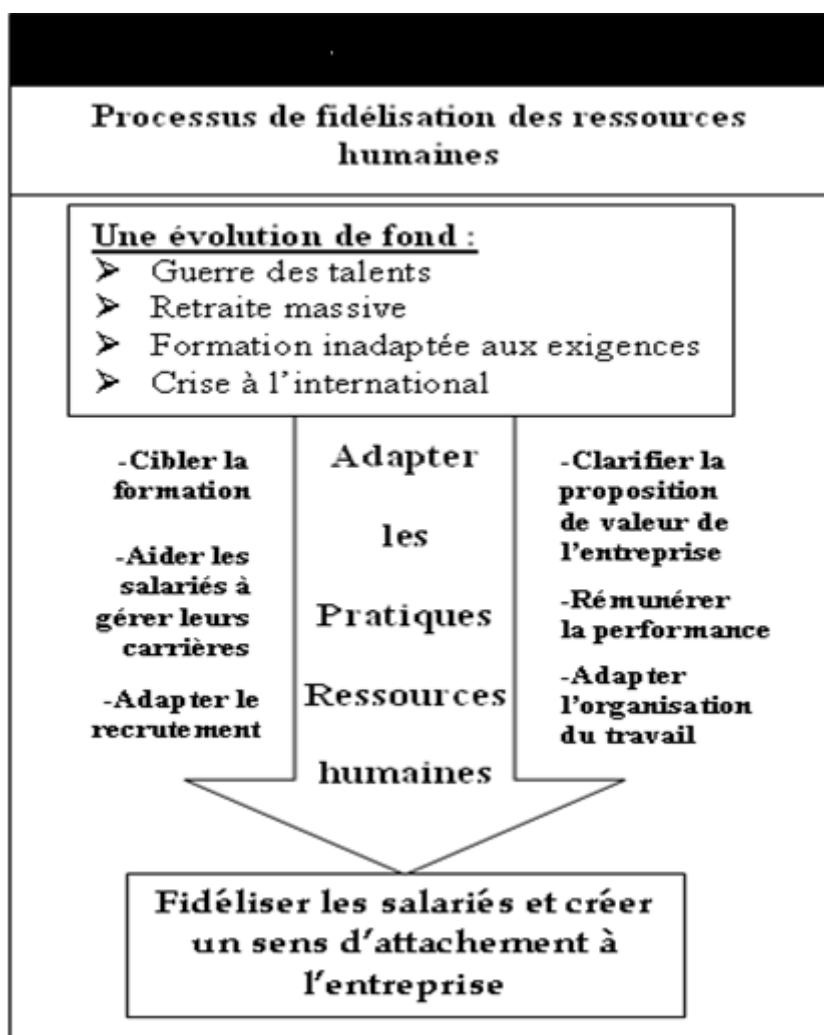 Processus de fidélisation des ressources
humaines
Une évolution de fond :
➤ Guerre des talents
➤ Retraite massive
➤ Formation inadaptée aux exigences
➤ Crise à l'international
-Cibler la
formation
-Aider les
salariés à
gérer leurs
carrières
-Adapter le
recrutement
Adapter
les
Pratiques
Ressources
humaines
-Clarifier la
proposition
de valeur de
l'entreprise
-Rémunérer
la performance
-Adapter
l'organisation
du travail
Fidéliser les salariés et créer
un sens d'attachement à
l'entreprise